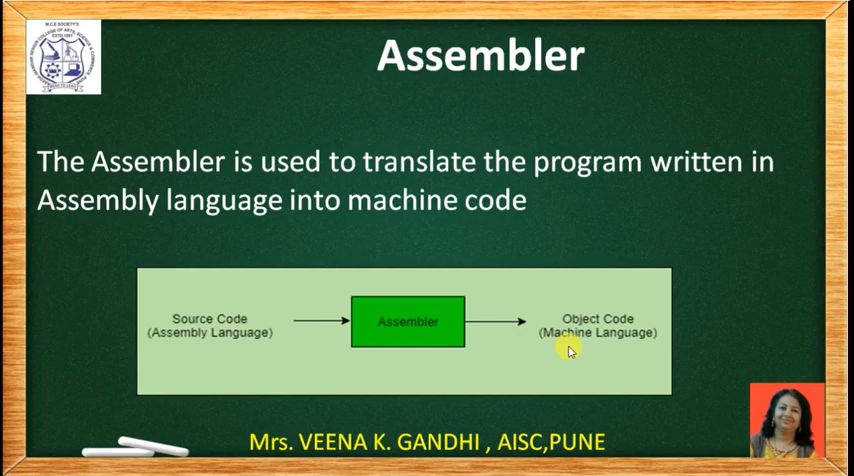 M.C.E SOCIETY'S
Assembler
The Assembler is used to translate the program written in
Assembly language into machine code
Source Code
(Assembly Language)
Assembler
Object Code
(Machine Language)
Mrs. VEENA K. GANDHI , AISC,PUNE